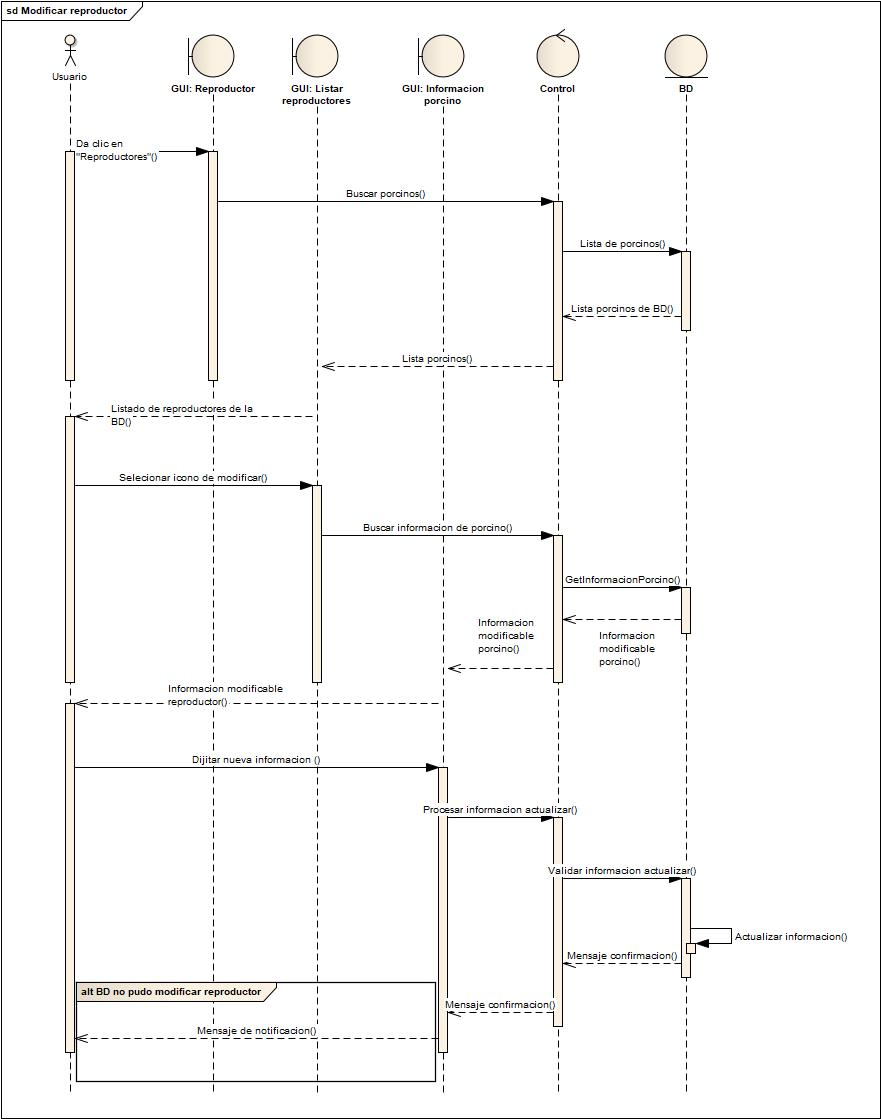 sd Modificar reproductor
Usuario
GUI: Reproductor
GUI: Listar
reproductores
GUI: Informacion
porcino
Control
BD
Da clic en
"Reproductores"()
Buscar porcinos()
Lista de porcinos()
Lista porcinos de BD()
Lista porcinos()
Listado de reproductores de la
BD()
Selecionar icono de modificar()
Buscar informacion de porcino()
GetInformacionPorcino()
Informacion
modificable
porcino()
Informacion
modificable
porcino()
Informacion modificable
reproductor()
Dijitar nueva informacion ()
Procesar informacion actualizar()
Validar informacion actualizar()
Actualizar informacion()
Mensaje confirmacion()
alt BD no pudo modificar reproductor
Mensaje confirmacion()
Mensaje de notificacion()